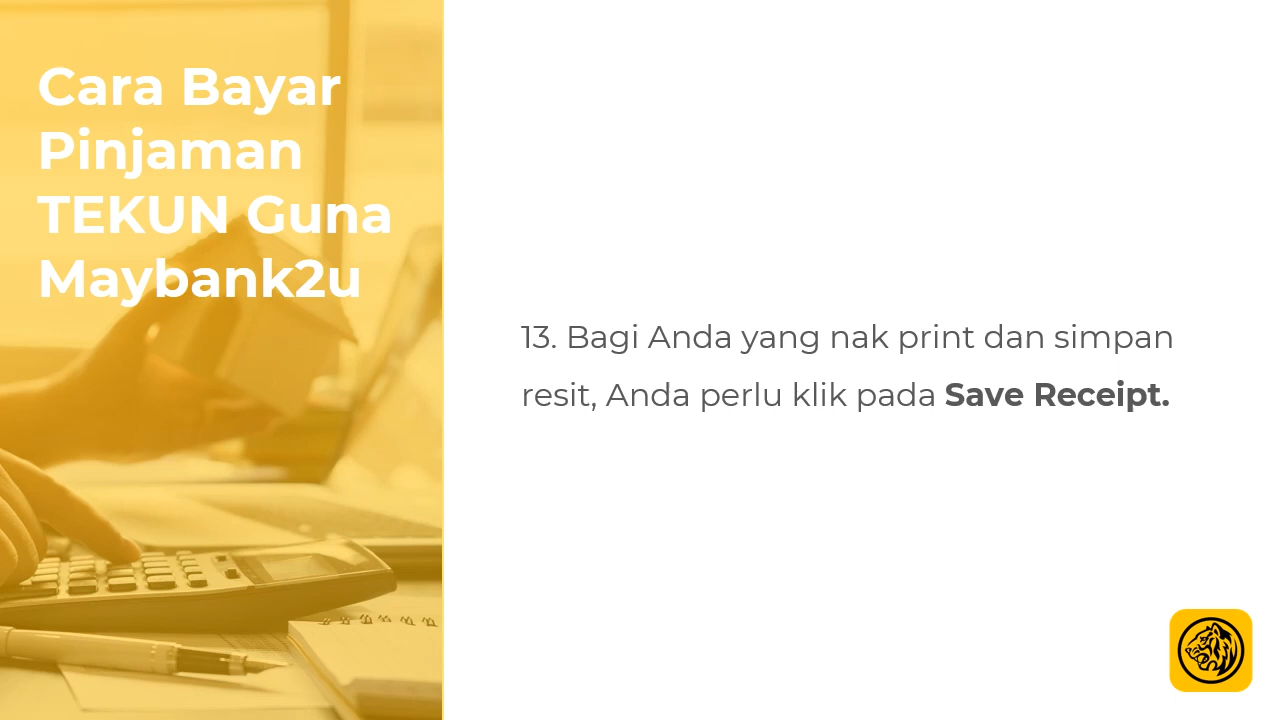 Cara Bayar
Pinjaman
TEKUN Guna
Maybank2u
13. Bagi Anda yang nak print dan simpan
resit, Anda perlu klik pada Save Receipt.